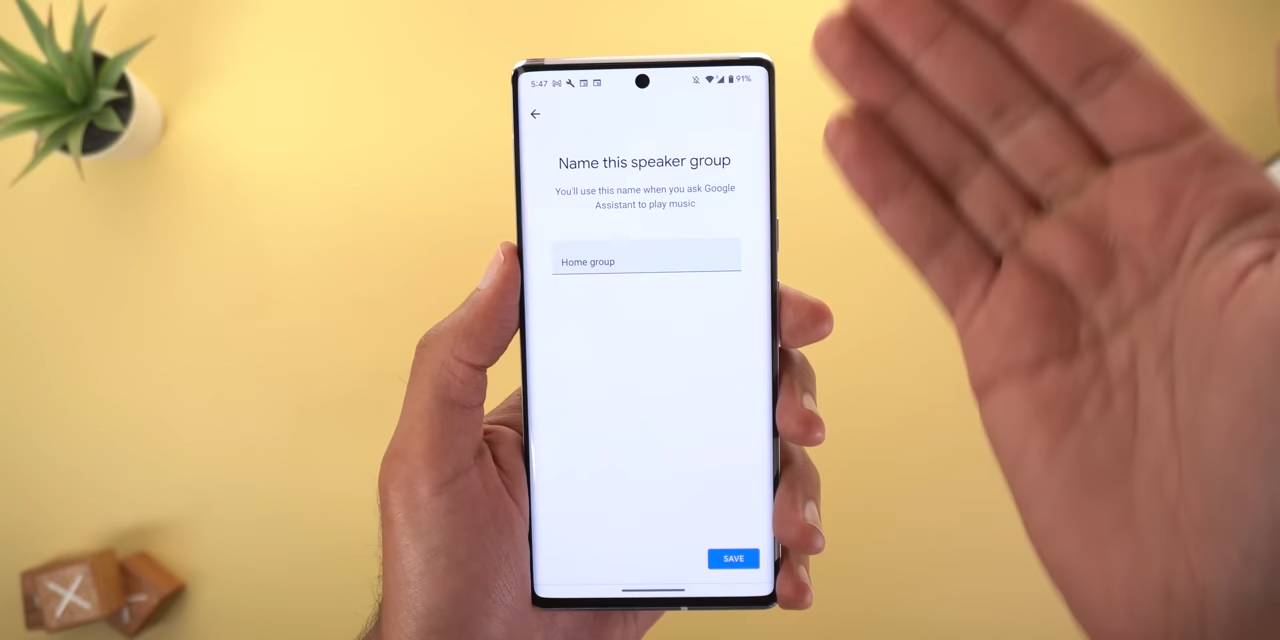 5:47 91%
Name this speaker group
You'll use this name when you ask Google
Assistant to play music
Home group
SAVE
X